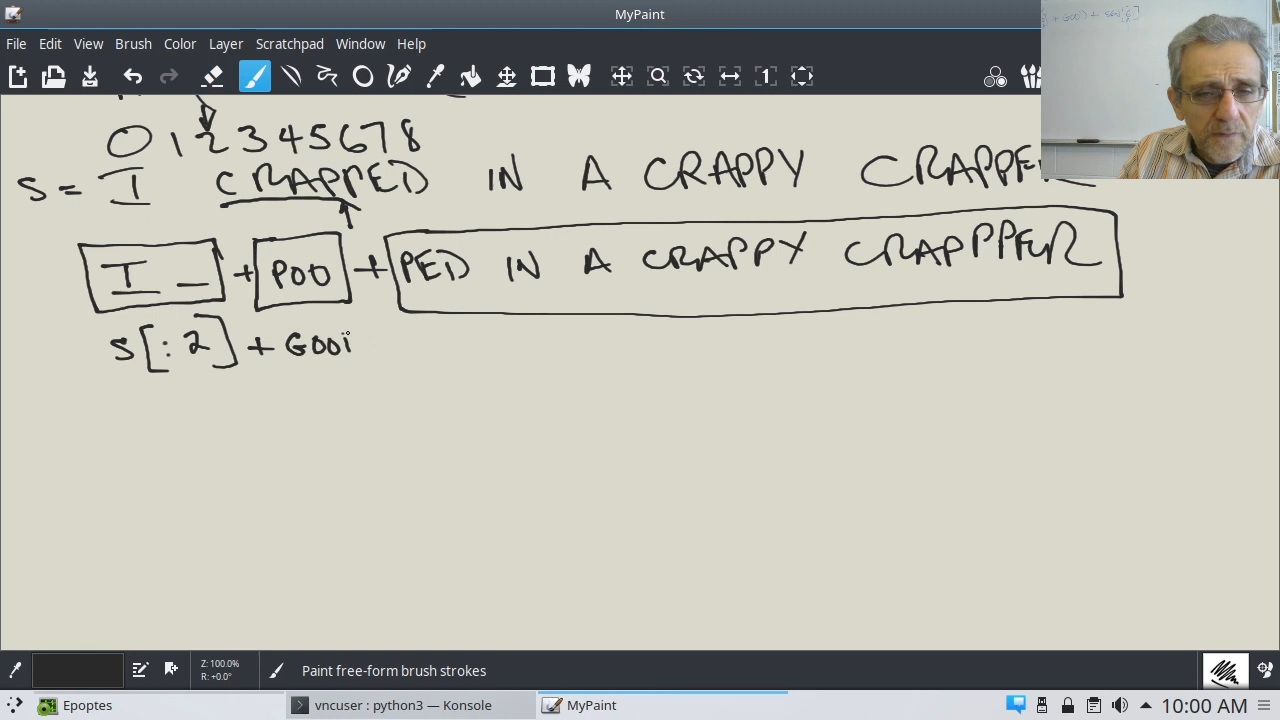 MyPaint
File Edit View Brush Color Layer Scratchpad Window Help
0 1 2 3 4 5 6 7 8
S = I CRAPPED IN A CRAPPY CRAPPER
I _ + POO + PED IN A CRAPPY CRAPPPER
S[:2] + GOOi
Z: 100.0%
R: +0.0°
Paint free-form brush strokes
Epoptes
vncuser : python3 — Konsole
MyPaint
10:00 AM